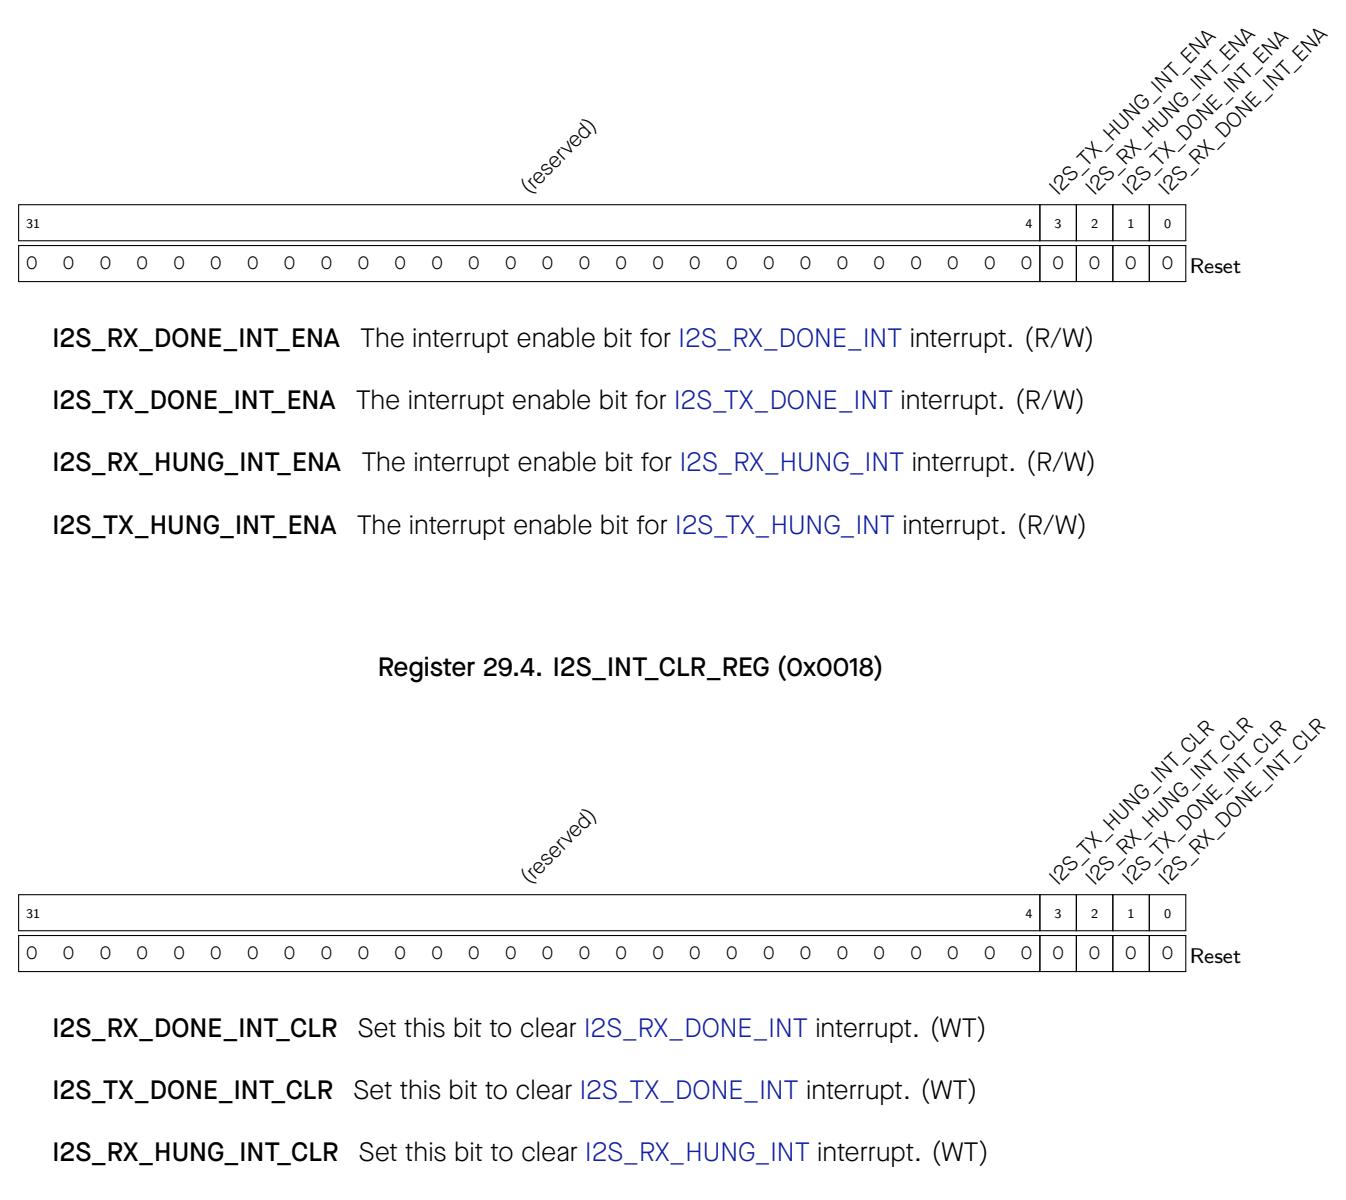 I2S_TX_HUNG_INT_ENA
I2S_RX_HUNG_INT_ENA
I2S_TX_DONE_INT_ENA
I2S_RX_DONE_INT_ENA
(reserved)
31 4 3 2 1 0
0 0 0 0 0 0 0 0 0 0 0 0 0 0 0 0 0 0 0 0 0 0 0 0 0 0 0 0 0 0 0 0 Reset
I2S_RX_DONE_INT_ENA The interrupt enable bit for I2S_RX_DONE_INT interrupt. (R/W)
I2S_TX_DONE_INT_ENA The interrupt enable bit for I2S_TX_DONE_INT interrupt. (R/W)
I2S_RX_HUNG_INT_ENA The interrupt enable bit for I2S_RX_HUNG_INT interrupt. (R/W)
I2S_TX_HUNG_INT_ENA The interrupt enable bit for I2S_TX_HUNG_INT interrupt. (R/W)
Register 29.4. I2S_INT_CLR_REG (0x0018)
I2S_TX_HUNG_INT_CLR
I2S_RX_HUNG_INT_CLR
I2S_TX_DONE_INT_CLR
I2S_RX_DONE_INT_CLR
(reserved)
31 4 3 2 1 0
0 0 0 0 0 0 0 0 0 0 0 0 0 0 0 0 0 0 0 0 0 0 0 0 0 0 0 0 0 0 0 0 Reset
I2S_RX_DONE_INT_CLR Set this bit to clear I2S_RX_DONE_INT interrupt. (WT)
I2S_TX_DONE_INT_CLR Set this bit to clear I2S_TX_DONE_INT interrupt. (WT)
I2S_RX_HUNG_INT_CLR Set this bit to clear I2S_RX_HUNG_INT interrupt. (WT)